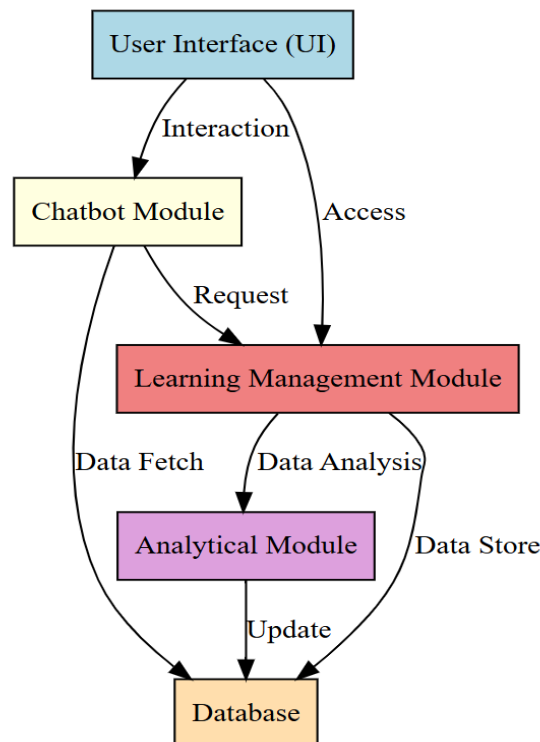 User Interface (UI)
Interaction
Chatbot Module
Access
Request
Learning Management Module
Data Fetch
Data Analysis
Analytical Module
Data Store
Update
Database